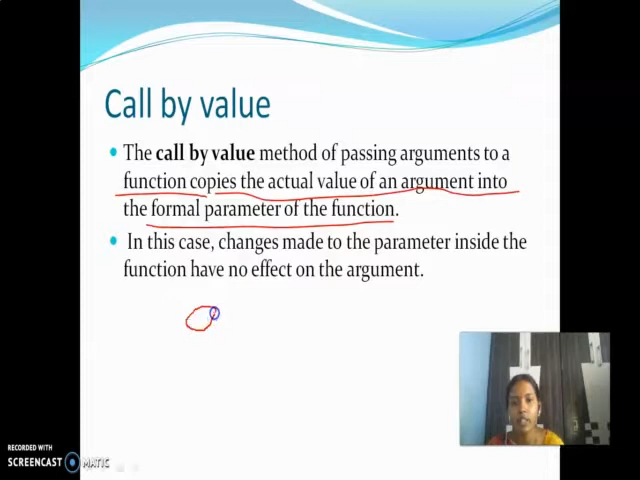 Call by value
• The call by value method of passing arguments to a
function copies the actual value of an argument into
the formal parameter of the function.
• In this case, changes made to the parameter inside the
function have no effect on the argument.
RECORDED WITH
SCREENCAST MATIC